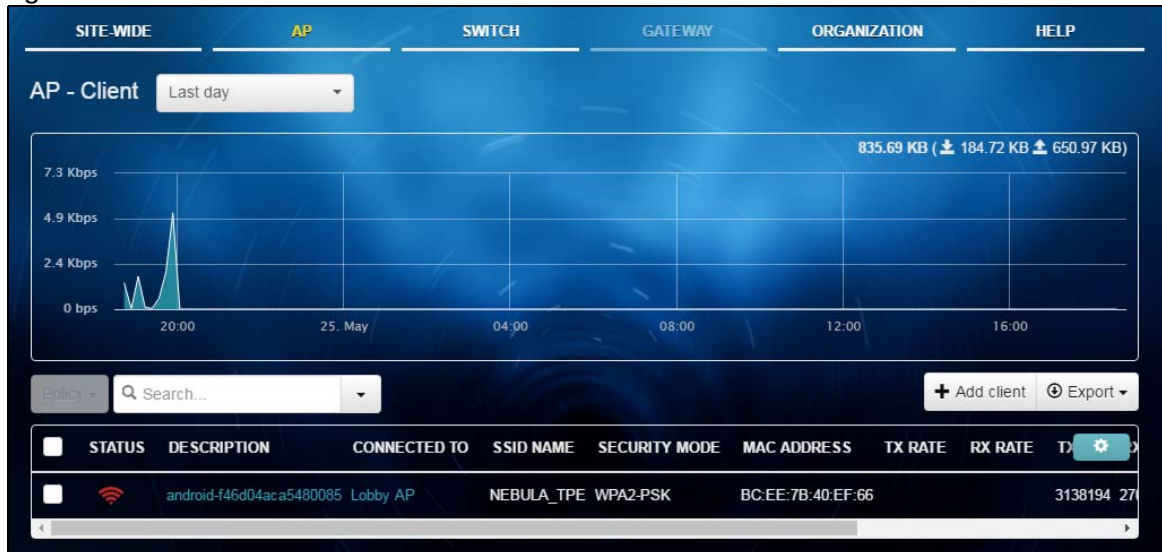 SITE-WIDE AP SWITCH GATEWAY ORGANIZATION HELP
AP - Client Last day
835.69 KB ( 184.72 KB 650.97 KB)
7.3 Kbps
4.9 Kbps
2.4 Kbps
0 bps
20:00 25. May 04:00 08:00 12:00 16:00
Policy Search... Add client Export
STATUS DESCRIPTION CONNECTED TO SSID NAME SECURITY MODE MAC ADDRESS TX RATE RX RATE
android-f46d04aca5480085 Lobby AP NEBULA_TPE WPA2-PSK BC:EE:7B:40:EF:66 3138194